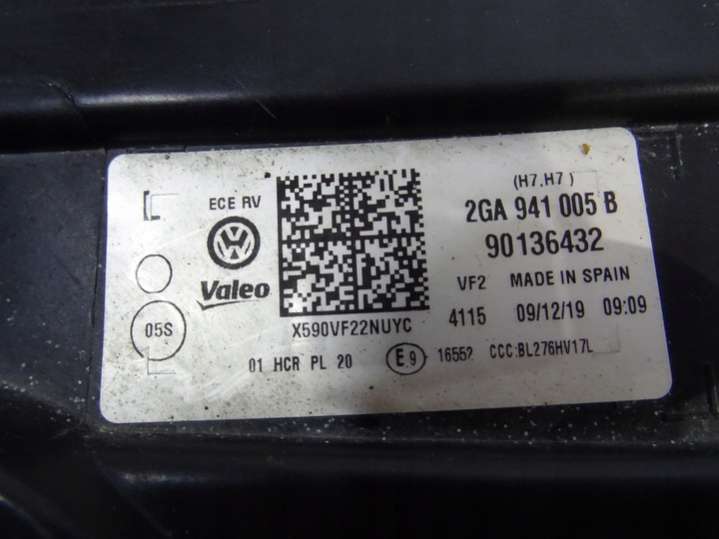 (H7.H7)
ECE RV
2GA 941 005 B
90136432
Valeo
VF2 MADE IN SPAIN
X590VF22NUYC
4115 09/12/19 09:09
05S
01 HCR PL 20
E9
1655? CCC:BL276HV17L